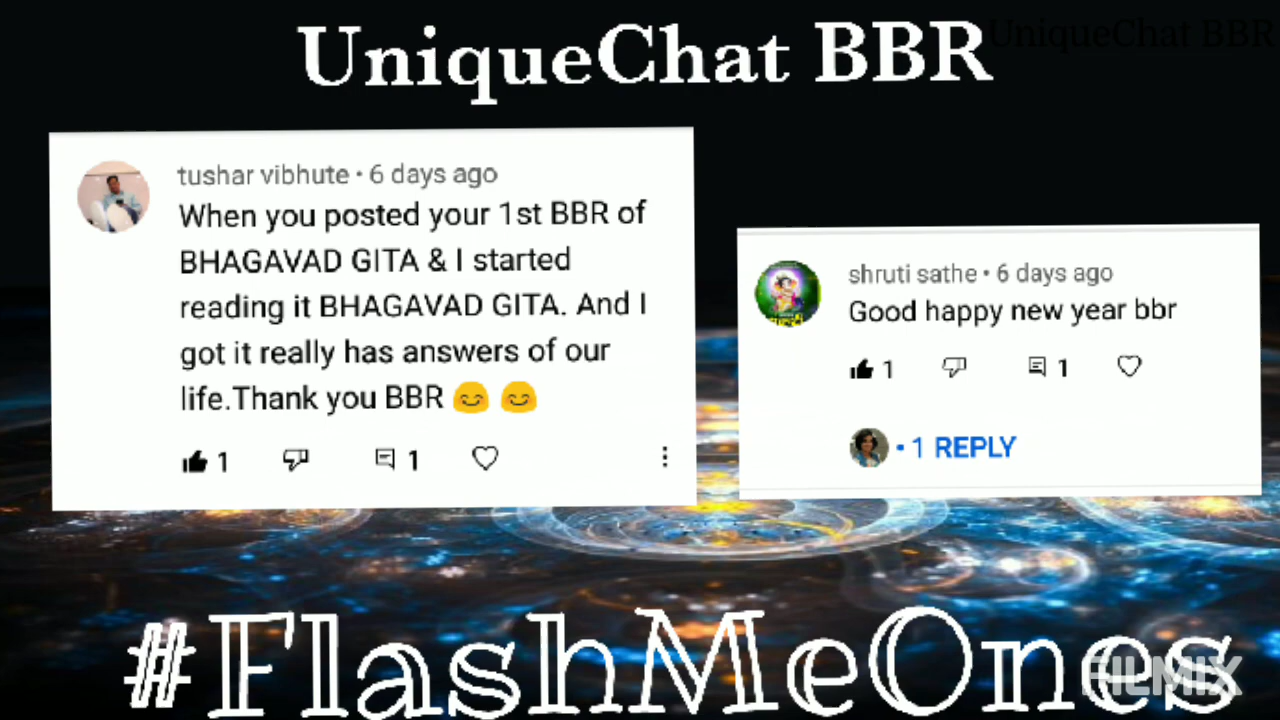 UniqueChat BBR
UniqueChat BBR
tushar vibhute • 6 days ago
When you posted your 1st BBR of
BHAGAVAD GITA & I started
reading it BHAGAVAD GITA. And I
got it really has answers of our
life.Thank you BBR 😊 😊
1 1
shruti sathe • 6 days ago
Good happy new year bbr
1 1
• 1 REPLY
#FlashMeOnes
FILMIX